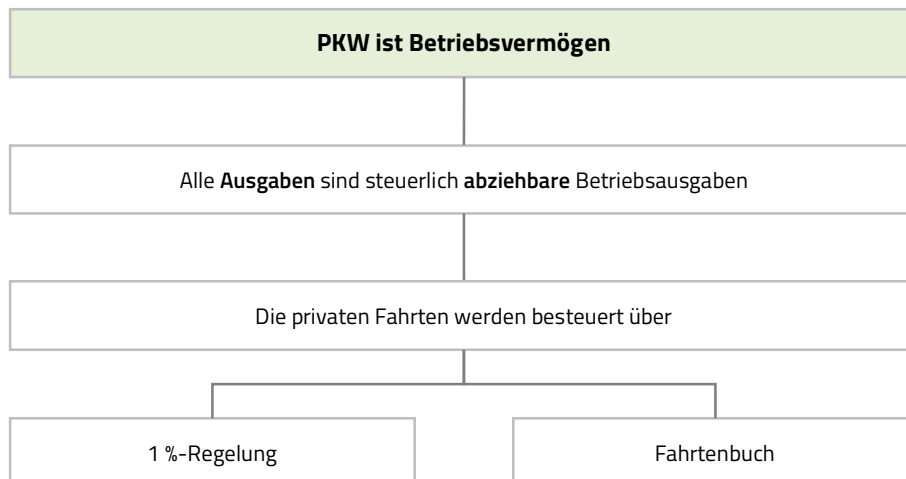 PKW ist Betriebsvermögen
Alle Ausgaben sind steuerlich abziehbare Betriebsausgaben
Die privaten Fahrten werden besteuert über
1 %-Regelung
Fahrtenbuch